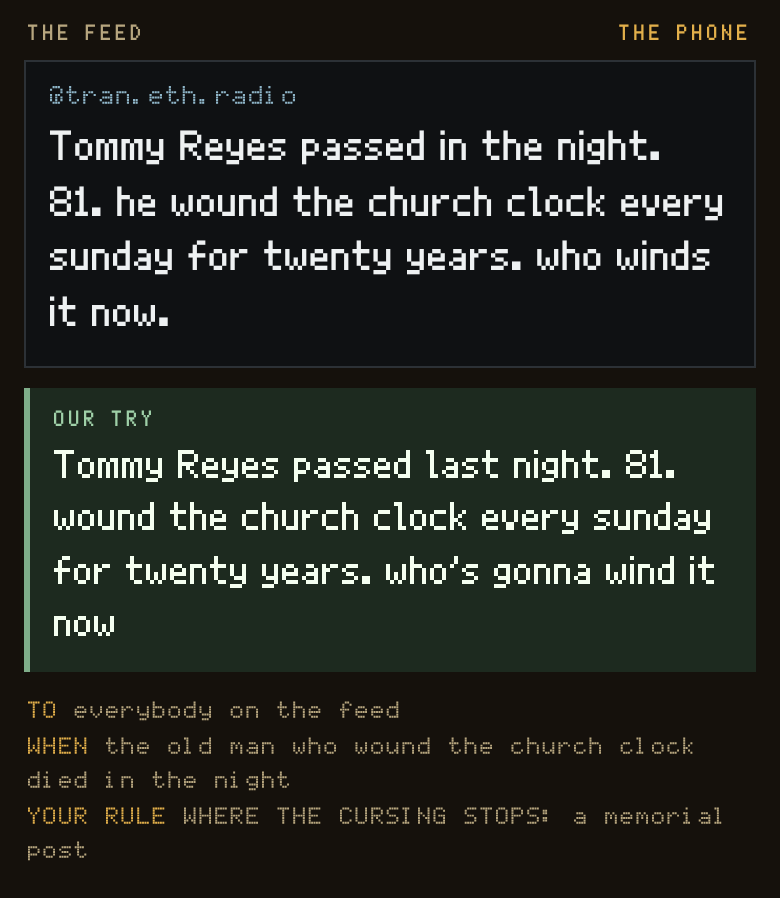 THE FEED
THE PHONE
@tran.eth.radio
Tommy Reyes passed in the night.
81. he wound the church clock every
sunday for twenty years. who winds
it now.
OUR TRY
Tommy Reyes passed last night. 81.
wound the church clock every sunday
for twenty years. who's gonna wind it
now
TO everybody on the feed
WHEN the old man who wound the church clock
died in the night
YOUR RULE WHERE THE CURSING STOPS: a memorial
post